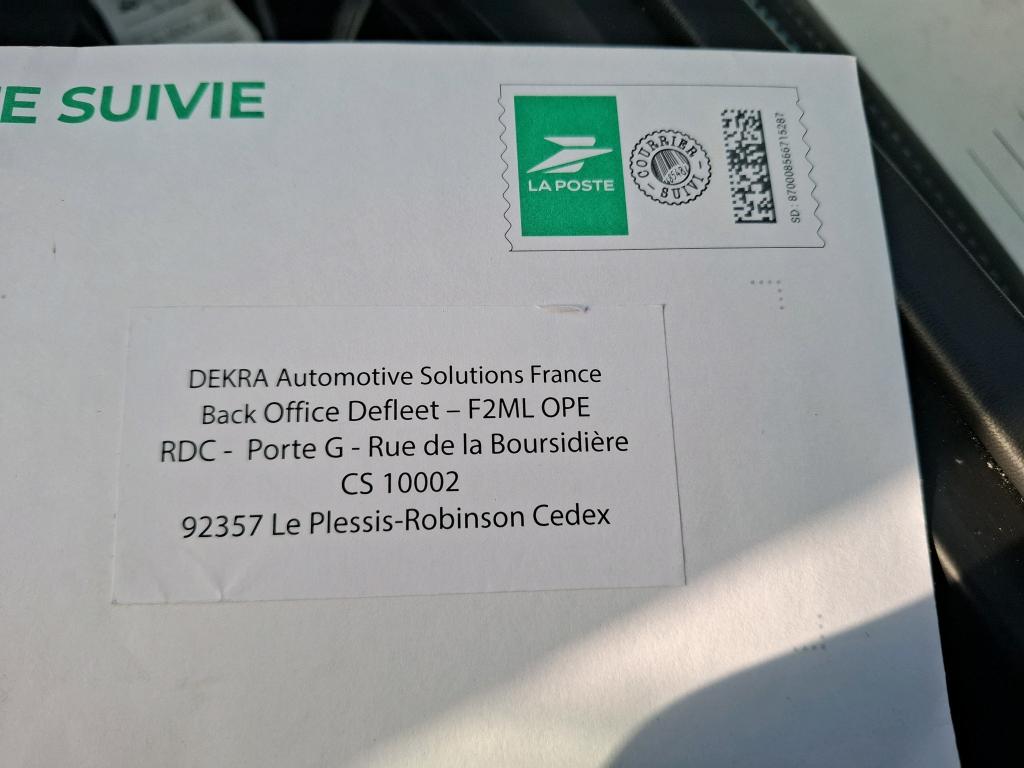 E SUIVIE
LA POSTE
COURRIER
SUIVI
SD : 870008566715287
DEKRA Automotive Solutions France
Back Office Defleet – F2ML OPE
RDC - Porte G - Rue de la Boursidière
CS 10002
92357 Le Plessis-Robinson Cedex